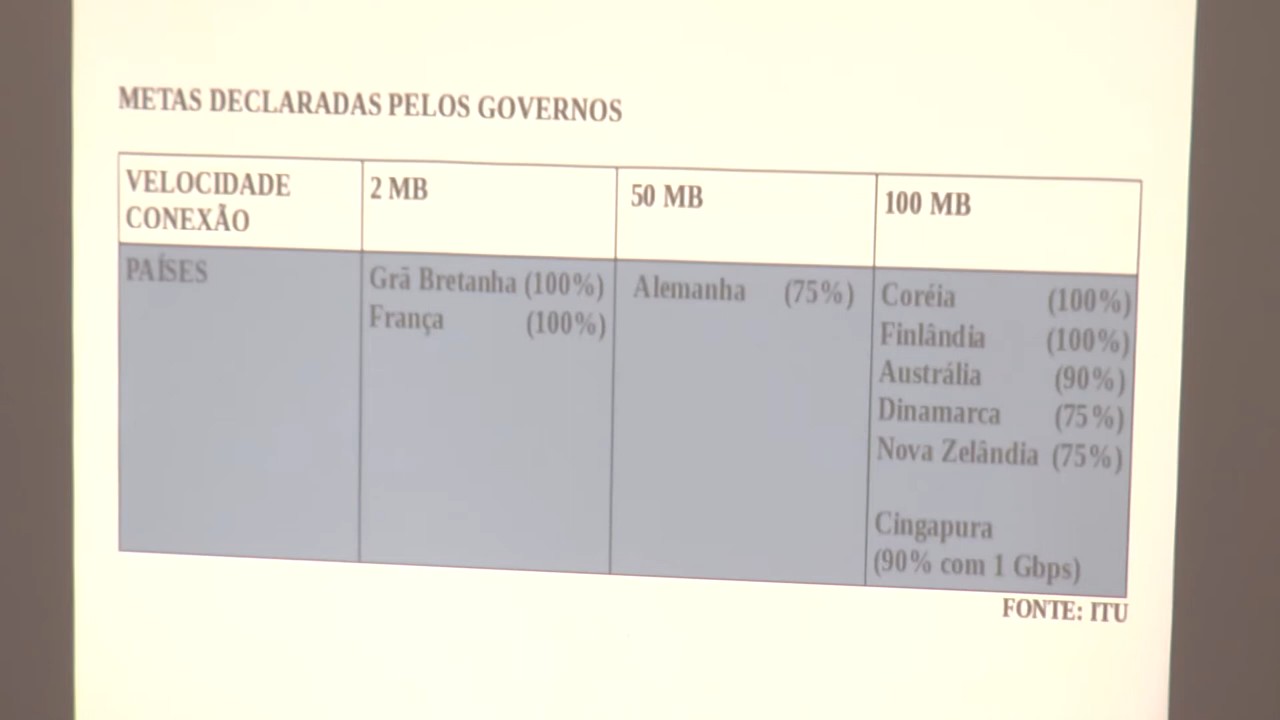 METAS DECLARADAS PELOS GOVERNOS
VELOCIDADE CONEXÃO
2 MB
50 MB
100 MB
PAÍSES
Grã Bretanha (100%)
França (100%)
Alemanha (75%)
Coréia (100%)
Finlândia (100%)
Austrália (90%)
Dinamarca (75%)
Nova Zelândia (75%)
Cingapura
(90% com 1 Gbps)
FONTE: ITU